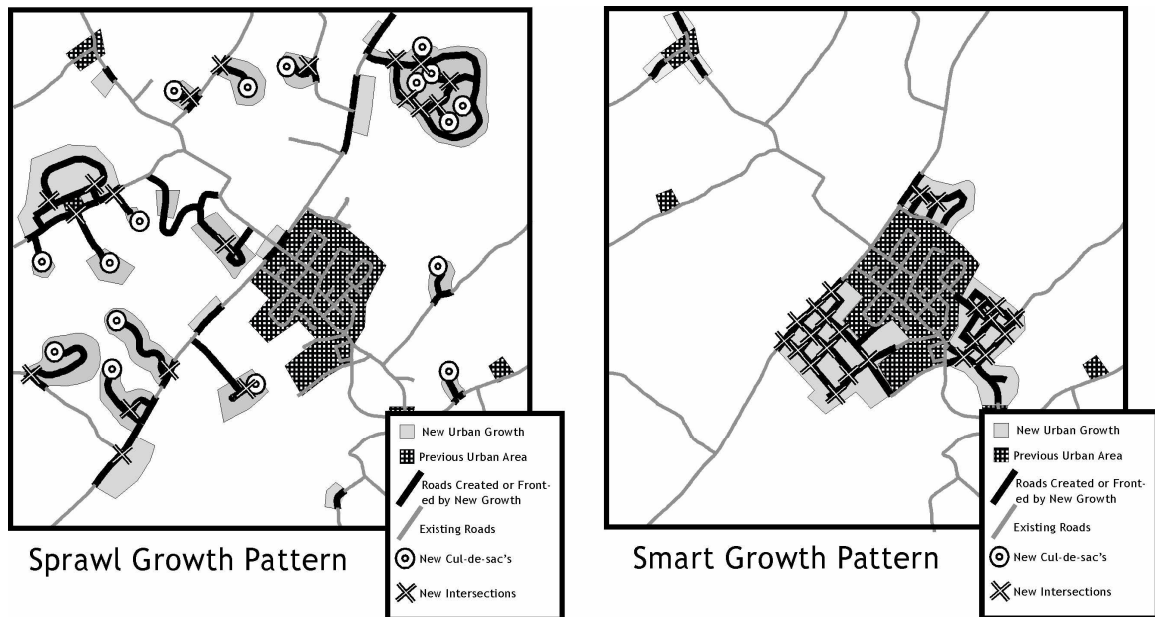 New Urban Growth
Previous Urban Area
Roads Created or Front-
ed by New Growth
Existing Roads
New Cul-de-sac's
New Intersections
Sprawl Growth Pattern
New Urban Growth
Previous Urban Area
Roads Created or Front-
ed by New Growth
Existing Roads
New Cul-de-sac's
New Intersections
Smart Growth Pattern